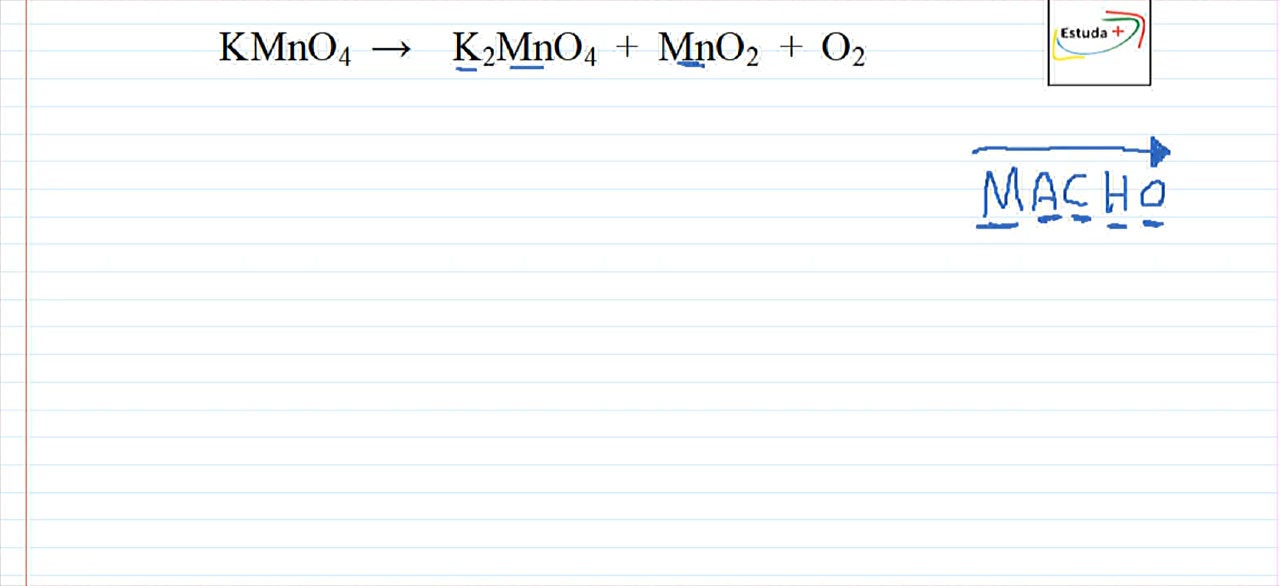 KMnO₄ → K₂MnO₄ + MnO₂ + O₂
Estuda +
MACHO